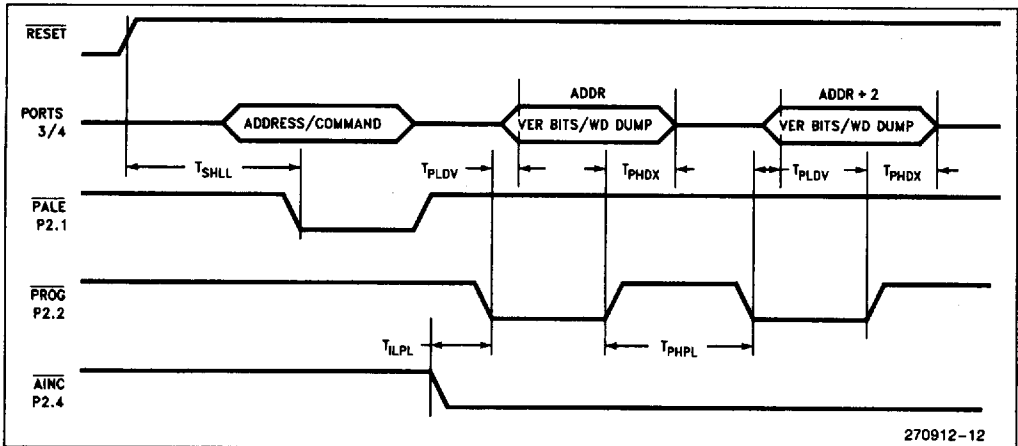 RESET
PORTS
3/4
ADDRESS/COMMAND
ADDR
VER BITS/WD DUMP
ADDR + 2
VER BITS/WD DUMP
TSHLL
TPLDV
TPHDX
TPLDV
TPHDX
PALE
P2.1
PROG
P2.2
TILPL
TPHPL
AINC
P2.4
270912-12